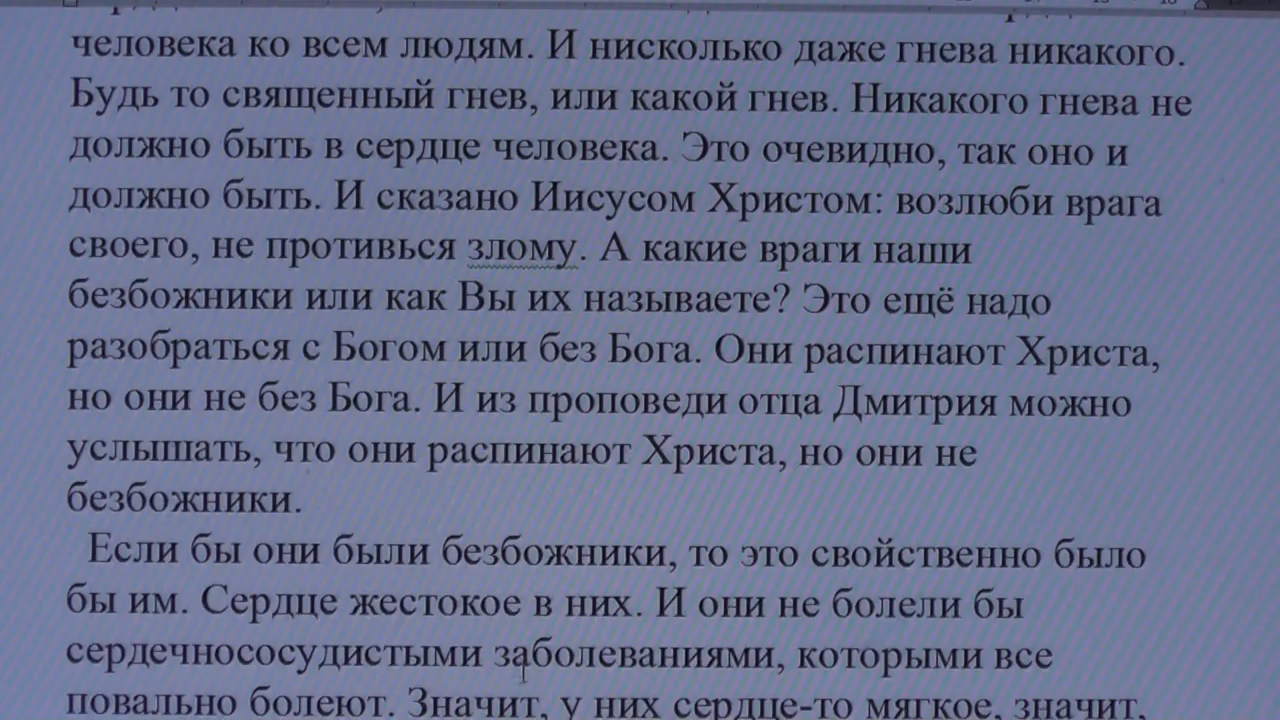 человека ко всем людям. И нисколько даже гнева никакого.
Будь то священный гнев, или какой гнев. Никакого гнева не
должно быть в сердце человека. Это очевидно, так оно и
должно быть. И сказано Иисусом Христом: возлюби врага
своего, не противься злому. А какие враги наши
безбожники или как Вы их называете? Это ещё надо
разобраться с Богом или без Бога. Они распинают Христа,
но они не без Бога. И из проповеди отца Дмитрия можно
услышать, что они распинают Христа, но они не
безбожники.
Если бы они были безбожники, то это свойственно было
бы им. Сердце жестокое в них. И они не болели бы
сердечнососудистыми заболеваниями, которыми все
повально болеют. Значит, у них сердце-то мягкое, значит,